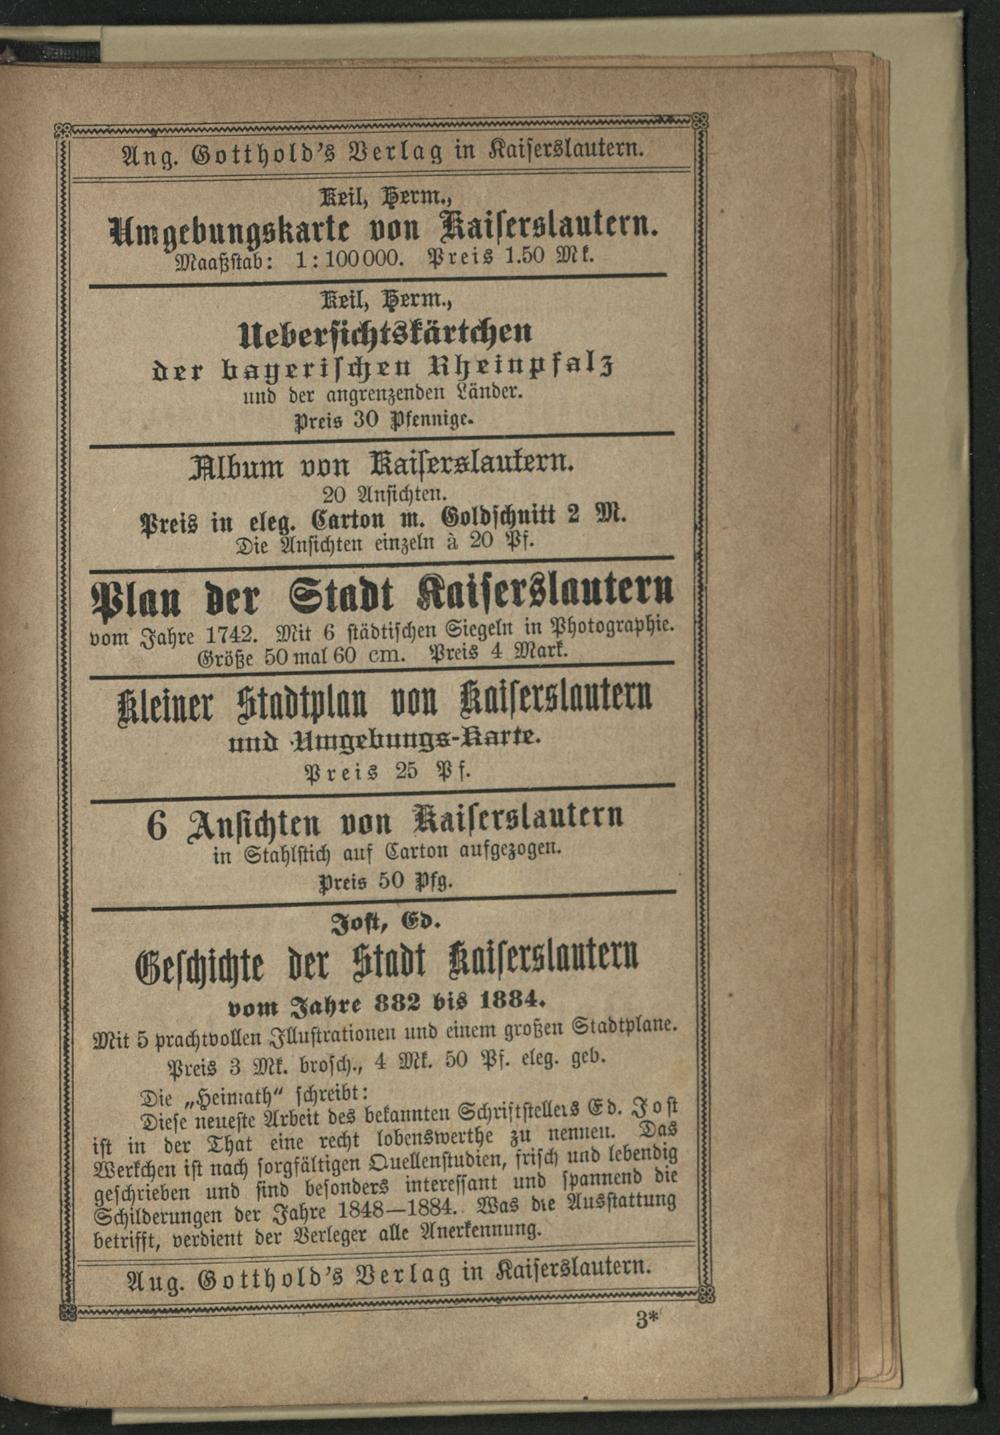 Aug. Gotthold's Verlag in Kaiserslautern.
Keil, Herm.,
Umgebungskarte von Kaiserslautern.
Maaßstab: 1:100000. Preis 1.50 Mk.
Keil, Herm.,
Uebersichtskärtchen
der bayerischen Rheinpfalz
und der angrenzenden Länder.
Preis 30 Pfennige.
Album von Kaiserslautern.
20 Ansichten.
Preis in eleg. Carton m. Goldschnitt 2 M.
Die Ansichten einzeln à 20 Pf.
Plan der Stadt Kaiserslautern
vom Jahre 1742. Mit 6 städtischen Siegeln in Photographie.
Größe 50 mal 60 cm. Preis 4 Mark.
Kleiner Stadtplan von Kaiserslautern
und Umgebungs-Karte.
Preis 25 Pf.
6 Ansichten von Kaiserslautern
in Stahlstich auf Carton aufgezogen.
Preis 50 Pfg.
Jost, Ed.
Geschichte der Stadt Kaiserslautern
vom Jahre 882 bis 1884.
Mit 5 prachtvollen Illustrationen und einem großen Stadtplane.
Preis 3 Mk. brosch., 4 Mk. 50 Pf. eleg. geb.
Die „Heimath“ schreibt:
Diese neueste Arbeit des bekannten Schriftstellers Ed. Jost
ist in der That eine recht lobenswerthe zu nennen. Das
Werkchen ist nach sorgfältigen Quellenstudien, frisch und lebendig
geschrieben und sind besonders interessant und spannend die
Schilderungen der Jahre 1848—1884. Was die Ausstattung
betrifft, verdient der Verleger alle Anerkennung.
Aug. Gotthold's Verlag in Kaiserslautern.
3*